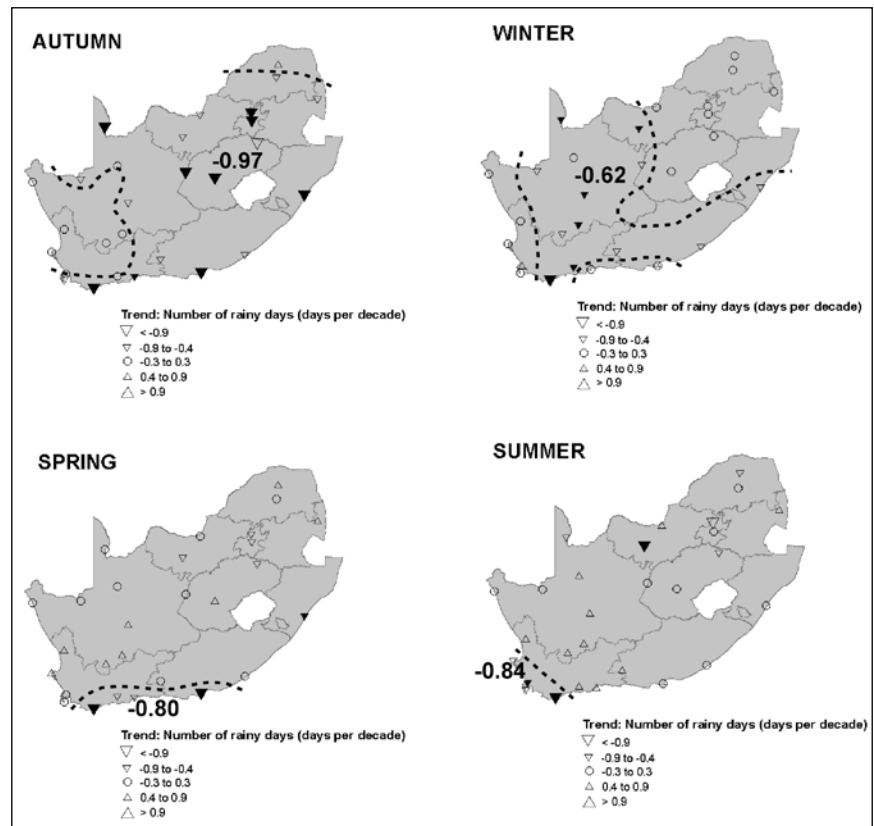 AUTUMN
-0.97
Trend: Number of rainy days (days per decade)
< -0.9
-0.9 to -0.4
-0.3 to 0.3
0.4 to 0.9
> 0.9
WINTER
-0.62
Trend: Number of rainy days (days per decade)
< -0.9
-0.9 to -0.4
-0.3 to 0.3
0.4 to 0.9
> 0.9
SPRING
-0.80
Trend: Number of rainy days (days per decade)
< -0.9
-0.9 to -0.4
-0.3 to 0.3
0.4 to 0.9
> 0.9
SUMMER
-0.84
Trend: Number of rainy days (days per decade)
< -0.9
-0.9 to -0.4
-0.3 to 0.3
0.4 to 0.9
> 0.9